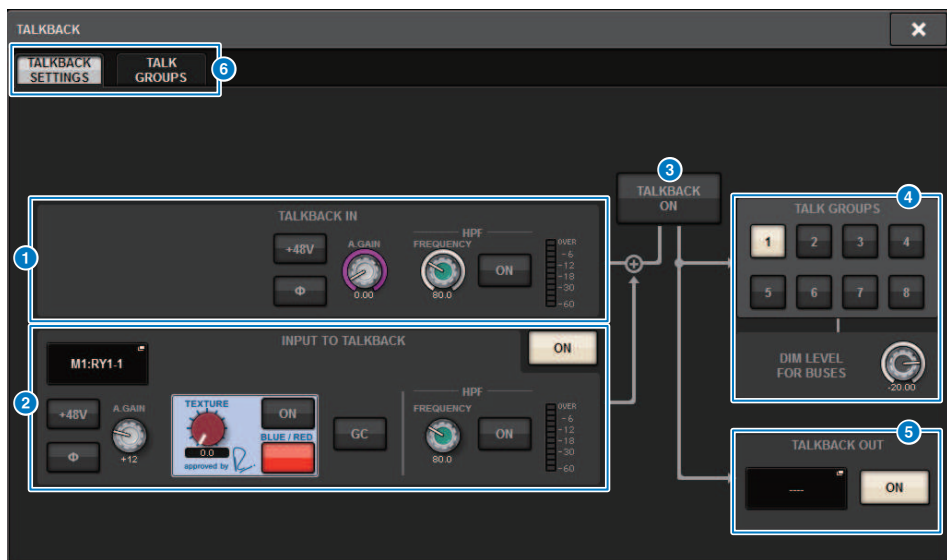 TALKBACK
TALKBACK
SETTINGS
TALK
GROUPS
6
3
TALKBACK
ON
1
TALKBACK IN
+48V
Φ
A.GAIN
0.00
HPF
FREQUENCY
80.0
ON
OVER
-6
-12
-18
-30
-60
4
TALK GROUPS
1
2
3
4
5
6
7
8
DIM LEVEL
FOR BUSES
-20.00
2
INPUT TO TALKBACK
ON
M1:RY1-1
+48V
Φ
A.GAIN
+12
TEXTURE
0.0
approved by
ON
BLUE / RED
GC
HPF
FREQUENCY
80.0
ON
OVER
-6
-12
-18
-30
-60
5
TALKBACK OUT
----
ON